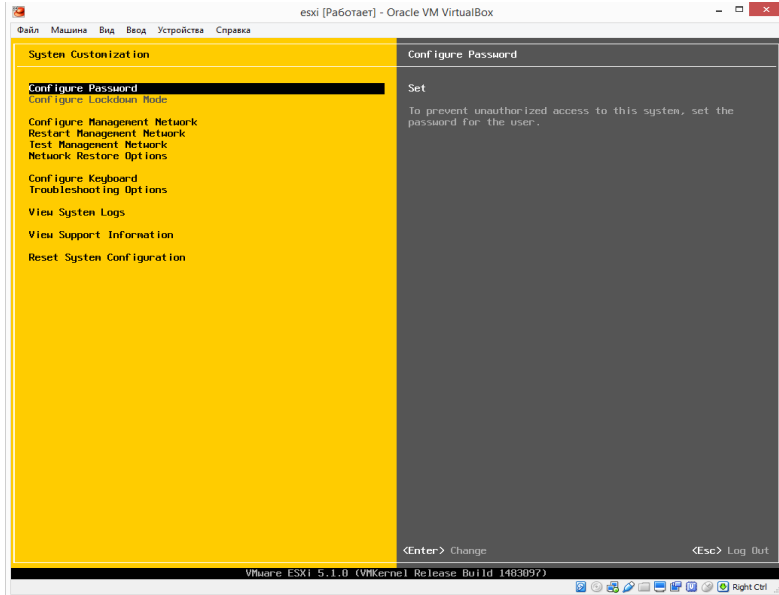 esxi [Работает] - Oracle VM VirtualBox
Файл Машина Вид Ввод Устройства Справка
System Customization
Configure Password
Configure Lockdown Mode
Configure Management Network
Restart Management Network
Test Management Network
Network Restore Options
Configure Keyboard
Troubleshooting Options
View System Logs
View Support Information
Reset System Configuration
Configure Password
Set
To prevent unauthorized access to this system, set the
password for the user.
<Enter> Change
<Esc> Log Out
VMware ESXi 5.1.0 (VMKernel Release Build 1483097)
Right Ctrl